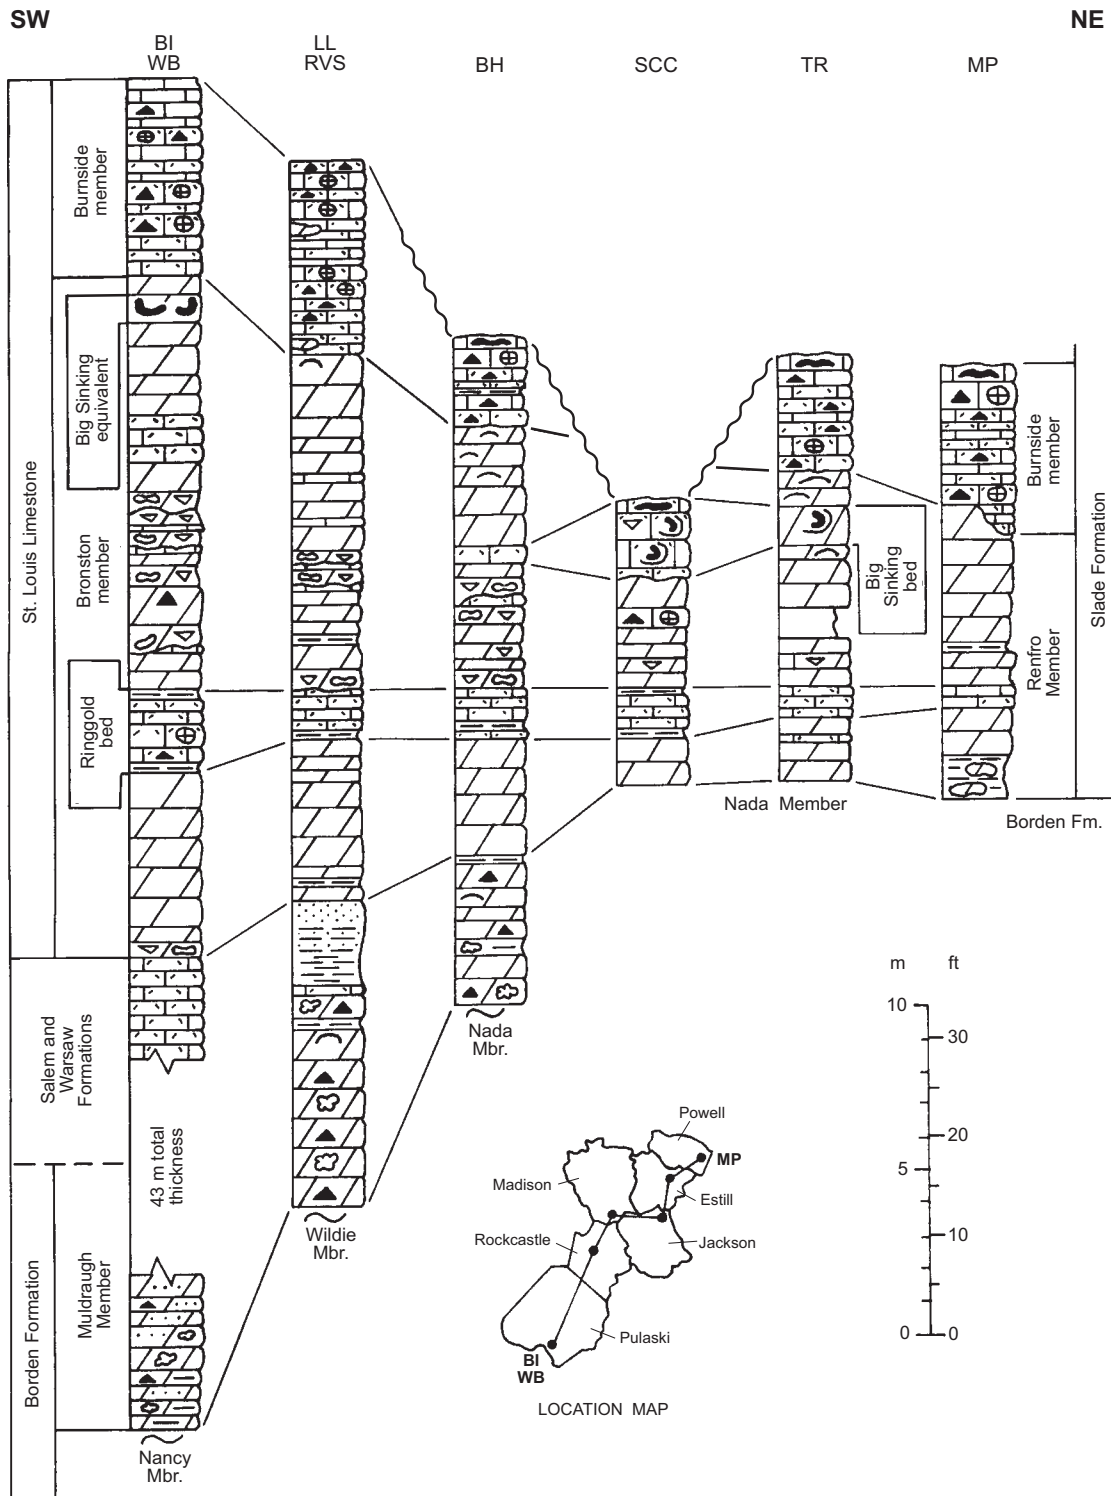 SW
NE
BI
WB
LL
RVS
BH
SCC
TR
MP
Burnside
member
Big Sinking
equivalent
St. Louis Limestone
Bronston
member
Ringgold
bed
Salem and
Warsaw
Formations
43 m total
thickness
Borden Formation
Muldraugh
Member
Nancy
Mbr.
Wildie
Mbr.
Nada
Mbr.
Nada Member
Big
Sinking
bed
Burnside
member
Renfro
Member
Slade Formation
Borden Fm.
m
ft
10
30
20
5
10
0
0
Powell
MP
Madison
Estill
Rockcastle
Jackson
Pulaski
BI
WB
LOCATION MAP